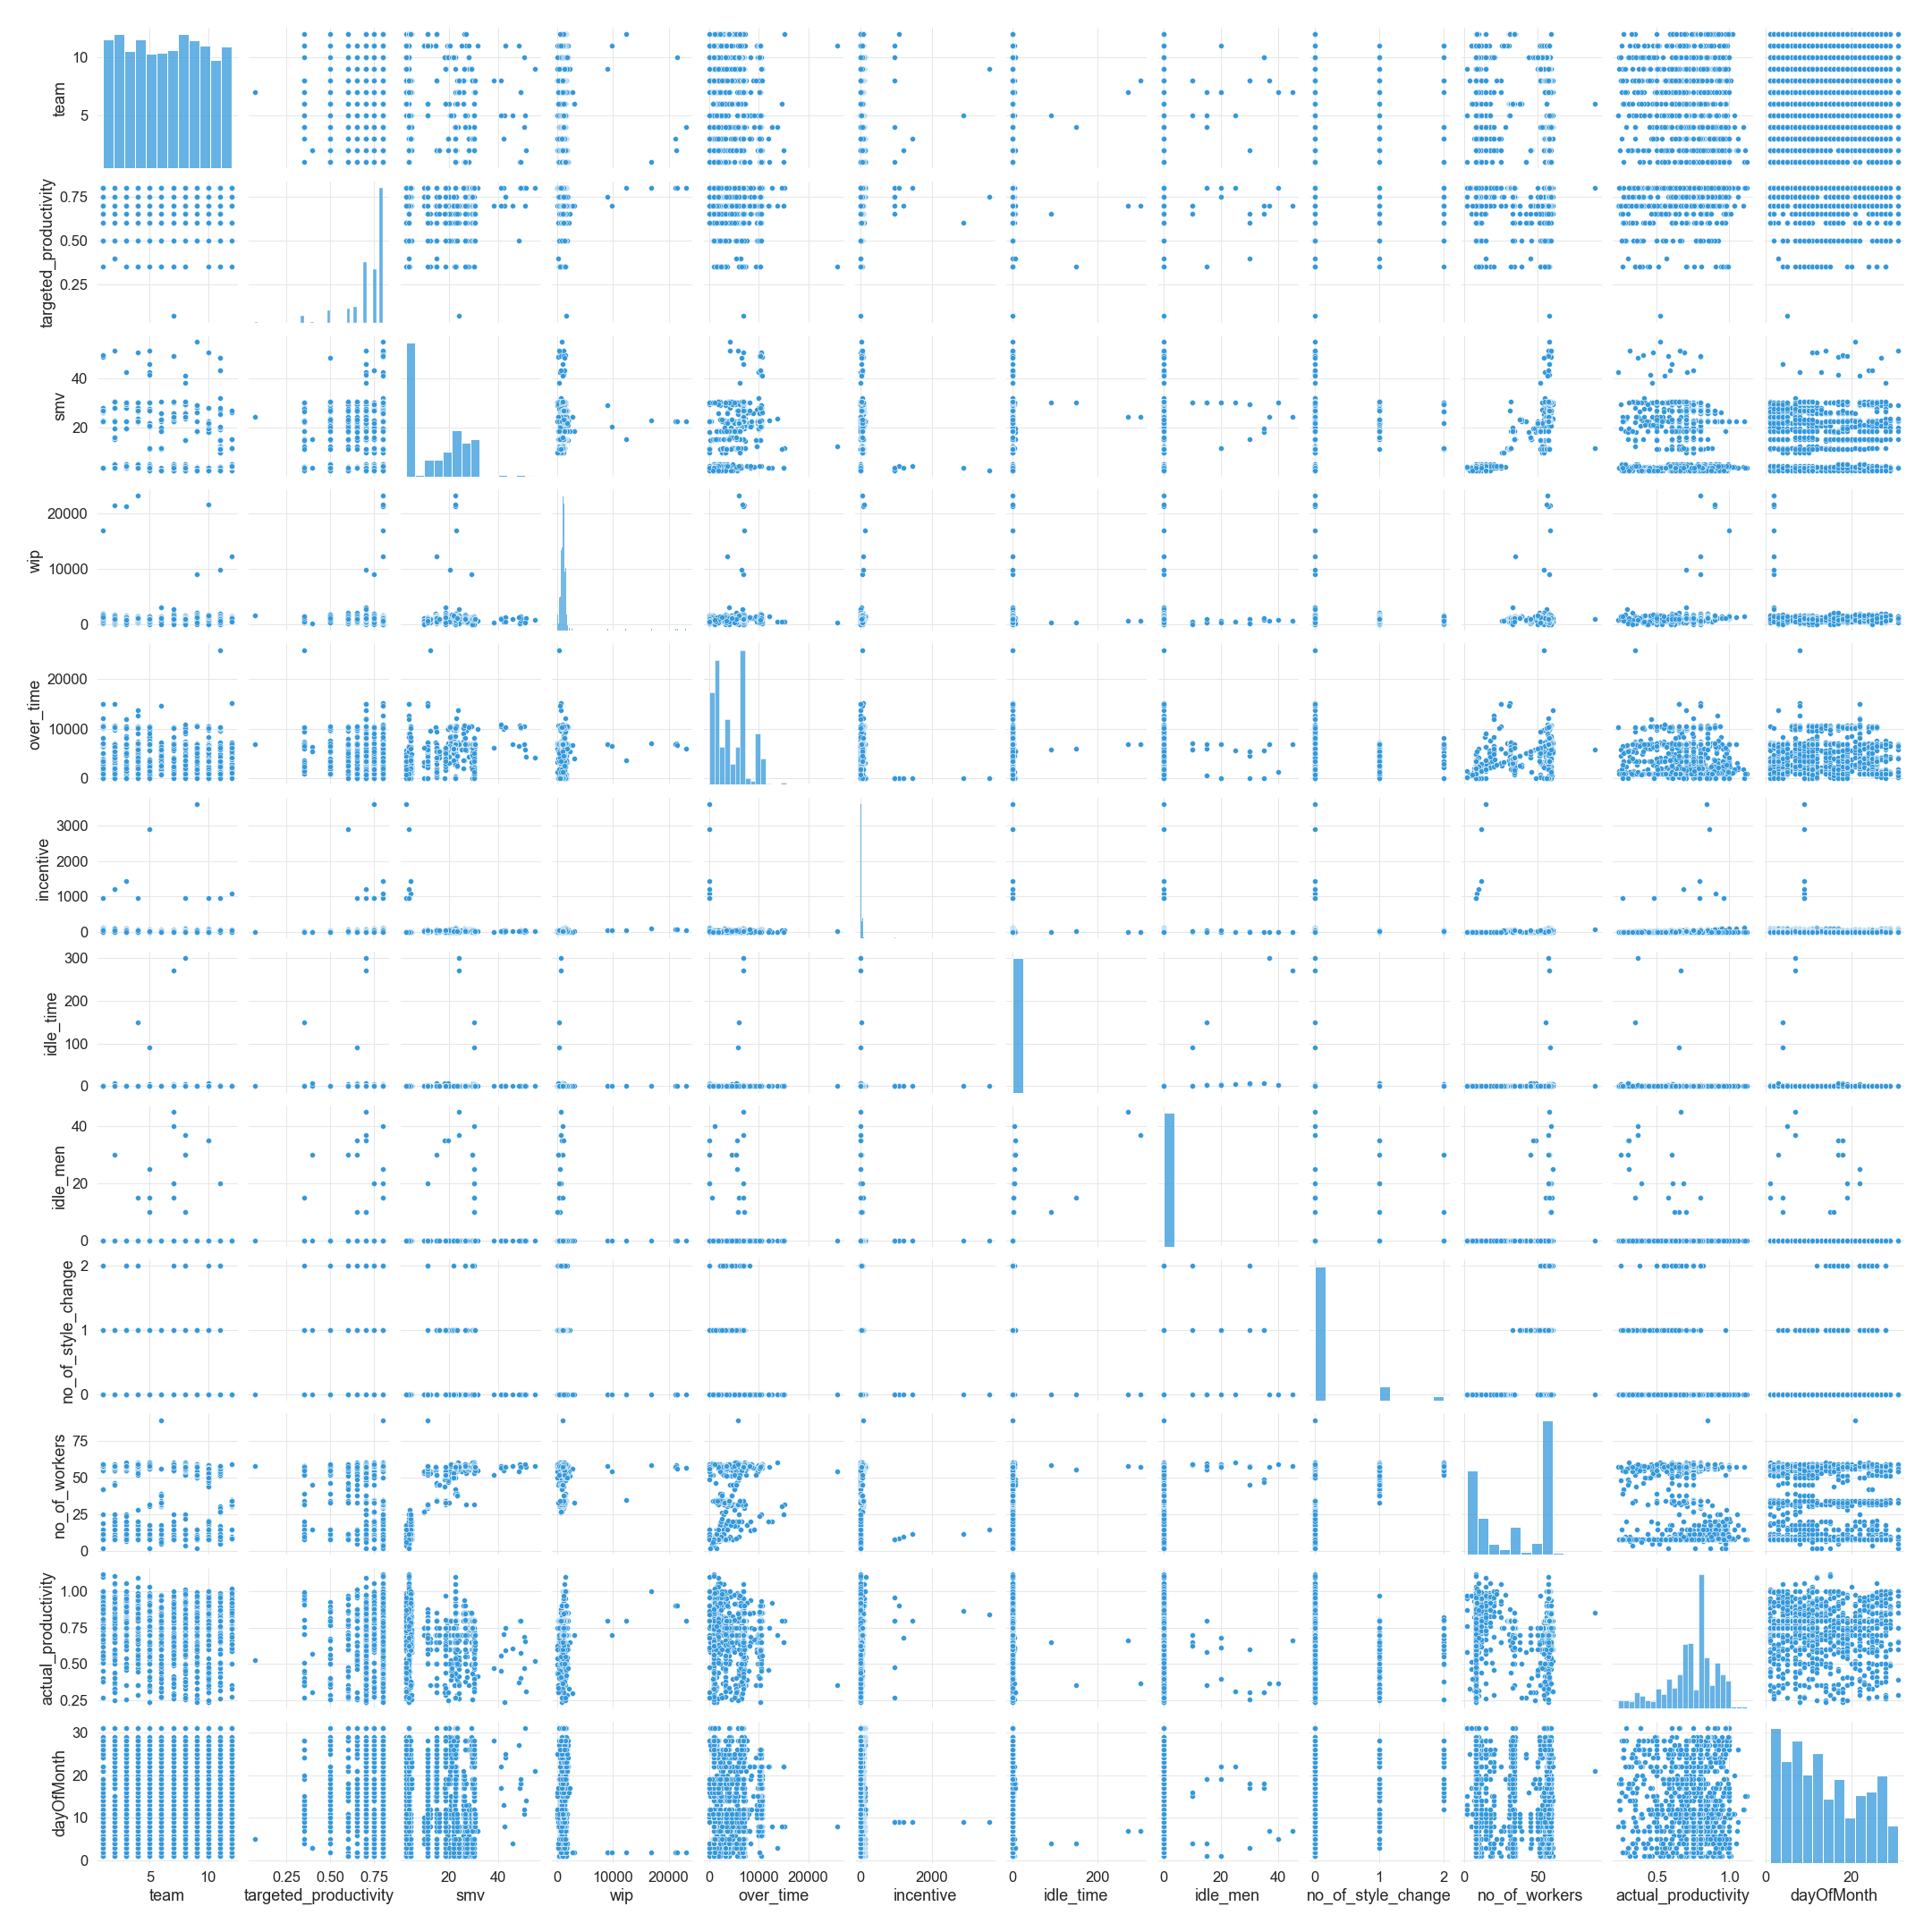 10
5
team
0.75
0.50
0.25
targeted_productivity
40
20
smv
20000
10000
0
wip
20000
10000
0
over_time
3000
2000
1000
0
incentive
300
200
100
0
idle_time
40
20
0
idle_men
2
1
0
no_of_style_change
75
50
25
0
no_of_workers
1.00
0.75
0.50
0.25
actual_productivity
30
20
10
0
dayOfMonth
5 10 0.25 0.50 0.75 20 40 0 10000 20000 0 10000 20000 0 2000 0 200 0 20 40 0 1 2 0 50 0.5 1.0 0 20
team targeted_productivity smv wip over_time incentive idle_time idle_men no_of_style_change no_of_workers actual_productivity dayOfMonth